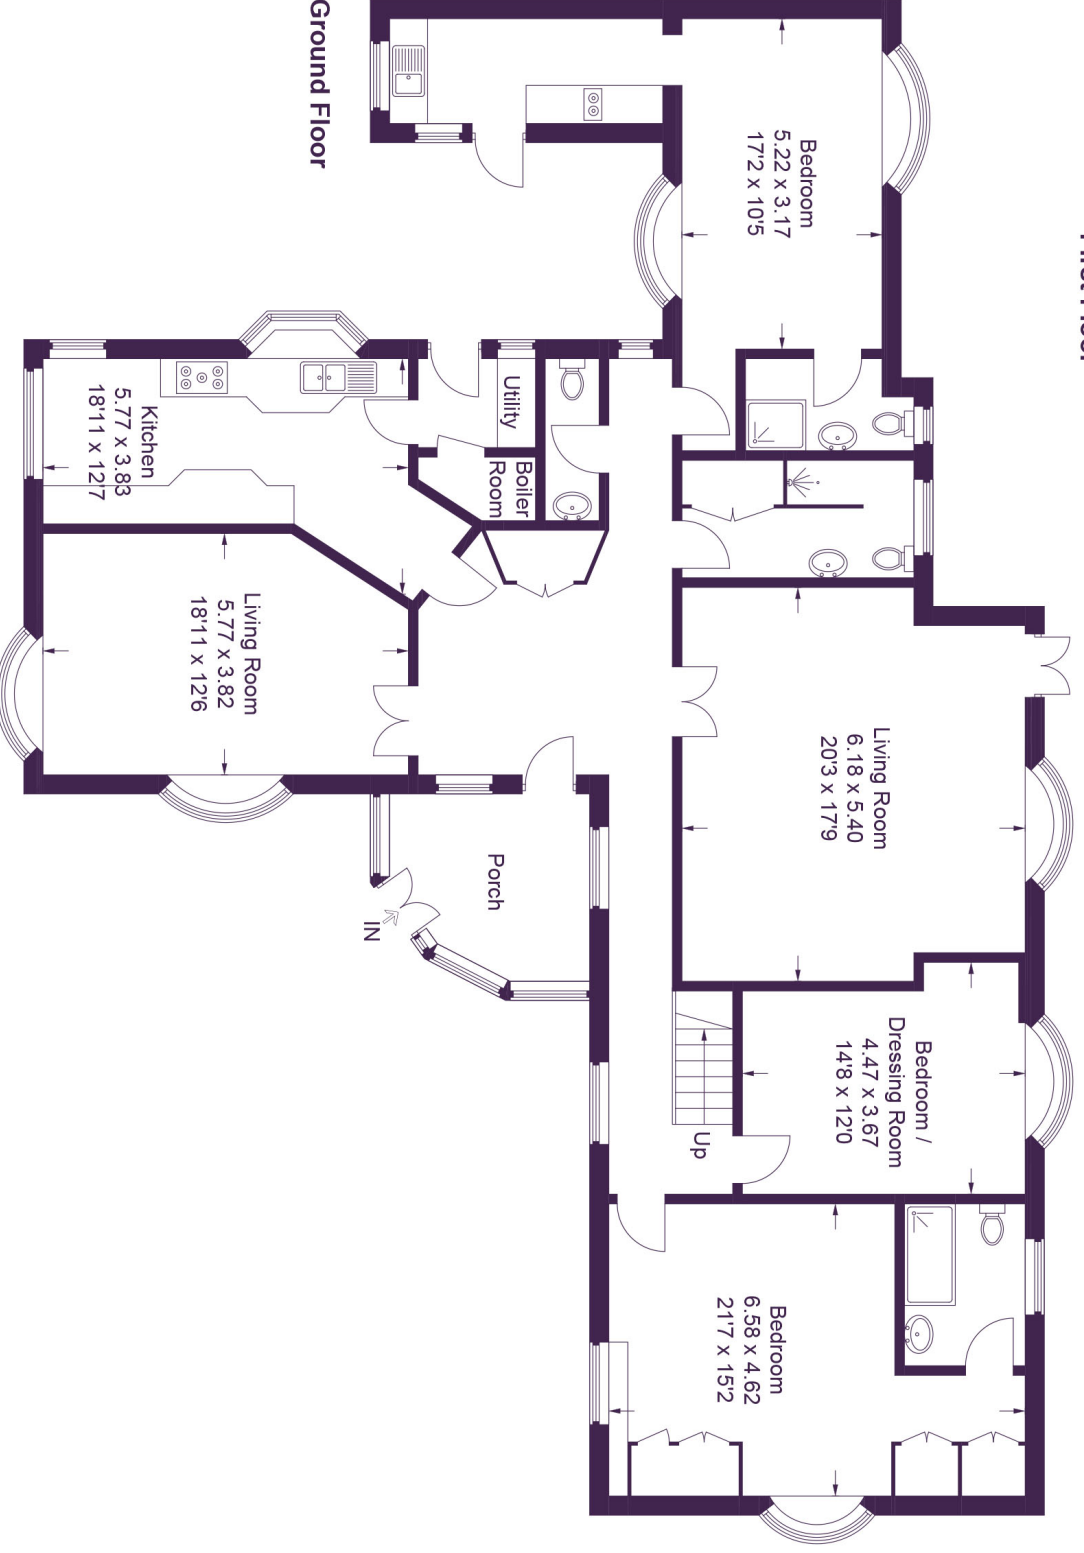 First Floor
Ground Floor
Bedroom
5.22 x 3.17
17'2 x 10'5
Utility
Boiler
Room
Kitchen
5.77 x 3.83
18'11 x 12'7
Living Room
5.77 x 3.82
18'11 x 12'6
Living Room
6.18 x 5.40
20'3 x 17'9
Porch
IN
Bedroom /
Dressing Room
4.47 x 3.67
14'8 x 12'0
Up
Bedroom
6.58 x 4.62
21'7 x 15'2